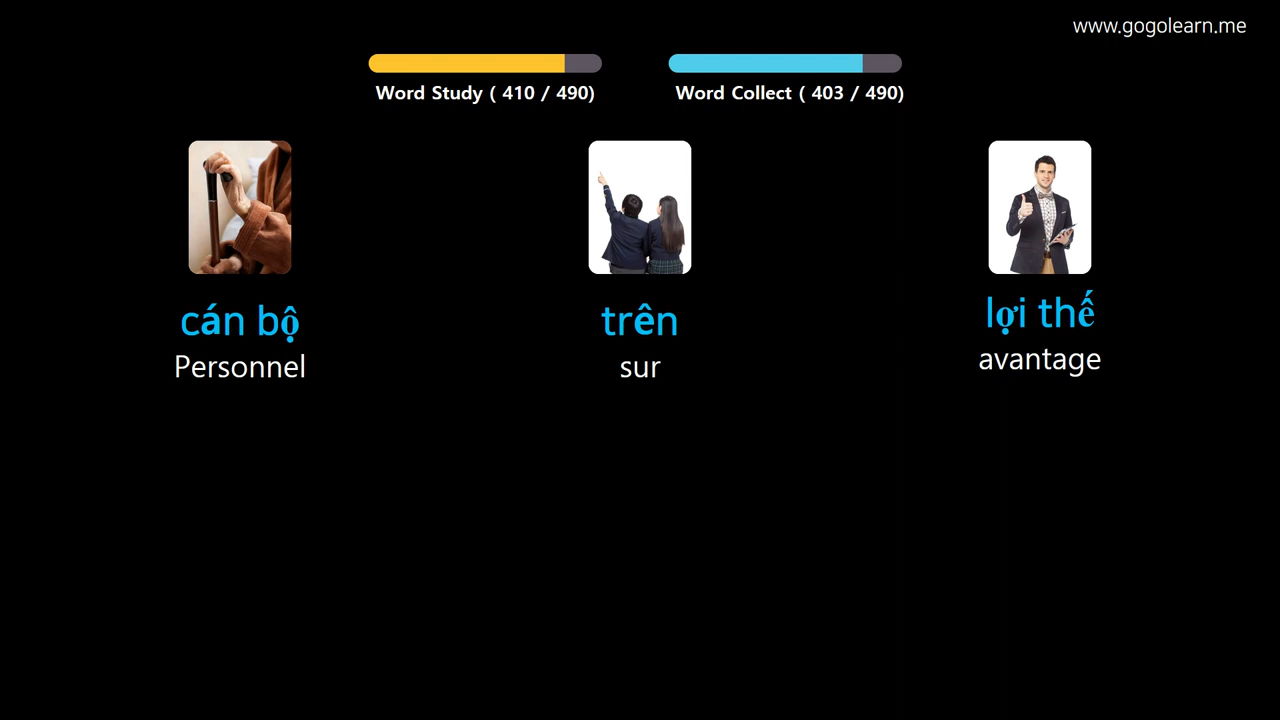 www.gogolearn.me
Word Study ( 410 / 490)
Word Collect ( 403 / 490)
cán bộ
Personnel
trên
sur
lợi thế
avantage